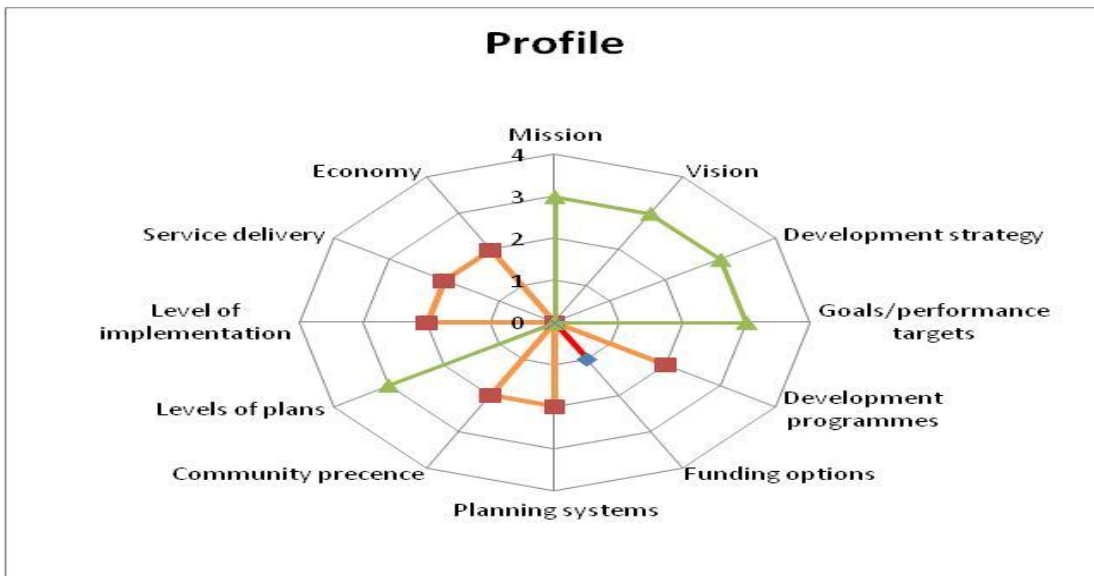 Profile
Mission
4
3
2
1
0
Vision
Development strategy
Goals/performance
targets
Development
programmes
Funding options
Planning systems
Community precence
Levels of plans
Level of
implementation
Service delivery
Economy